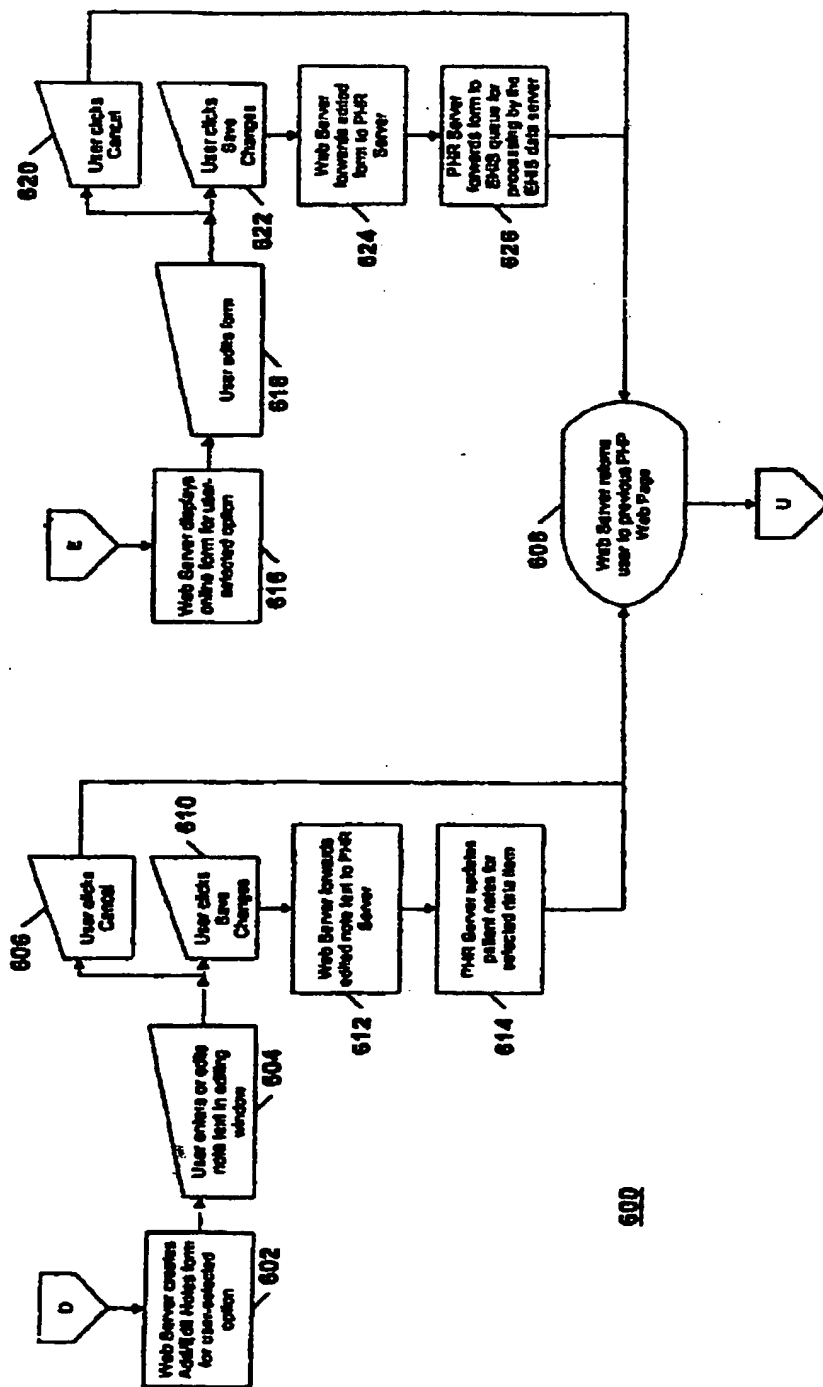 D
Web Server creates
Add/Edit Notes form
for user-selected
option
602
User enters or edits
note text in editing
window
604
606
User clicks
Cancel
User clicks
Save
Changes
610
Web Server forwards
edited note text to PHR
Server
612
PHR Server updates
patient notes for
selected data item
614
E
Web Server displays
online form for user-
selected option
616
User edits form
618
620
User clicks
Cancel
User clicks
Save
Changes
622
Web Server
forwards added
form to PHR
Server
624
PHR Server
forwards form to
EHIS queue for
processing by the
EHIS data server
626
608
Web Server returns
user to previous PHP
Web Page
U
600